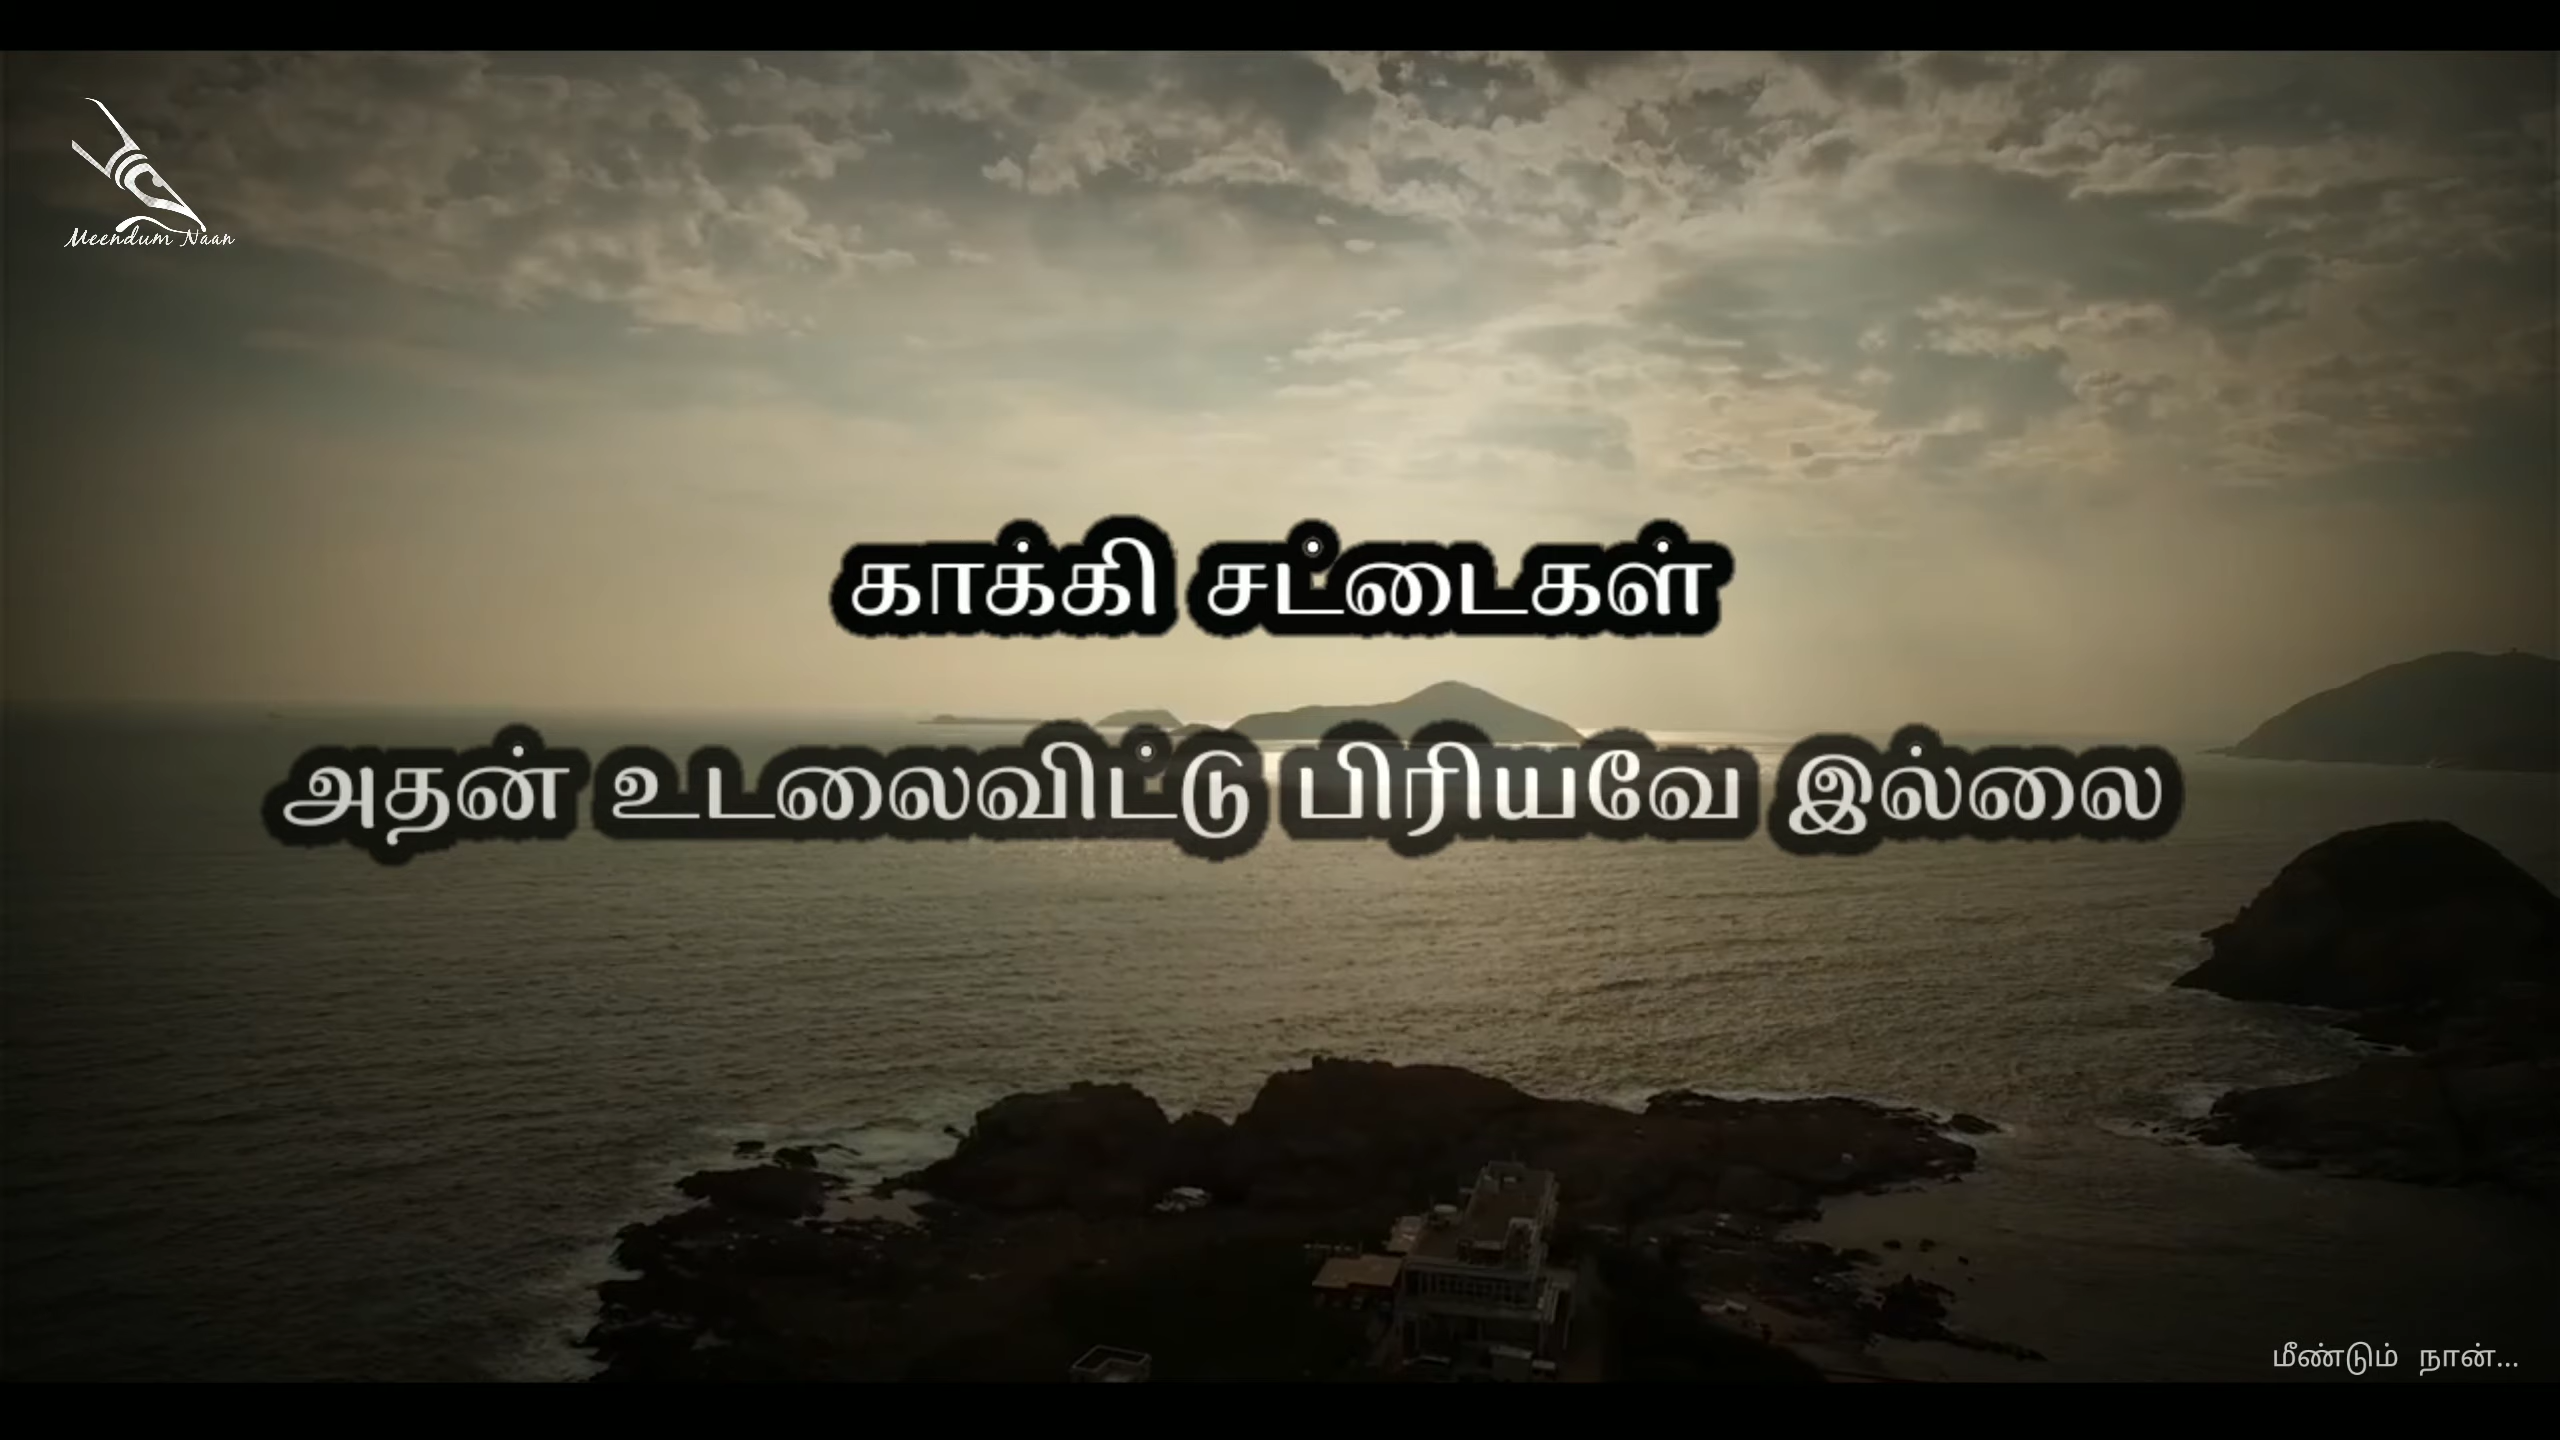 Meendum Naan
காக்கி சட்டைகள்
அதன் உடலைவிட்டு பிரியவே இல்லை
மீண்டும் நான்...